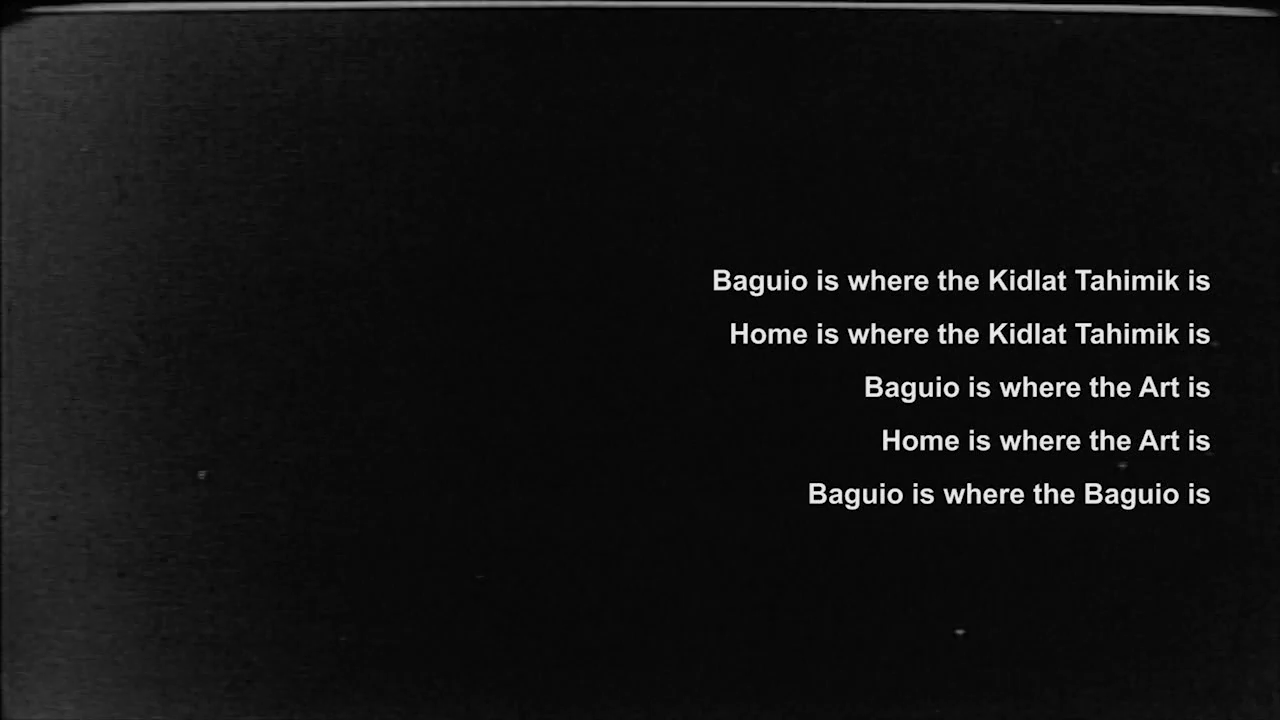 Baguio is where the Kidlat Tahimik is
Home is where the Kidlat Tahimik is
Baguio is where the Art is
Home is where the Art is
Baguio is where the Baguio is